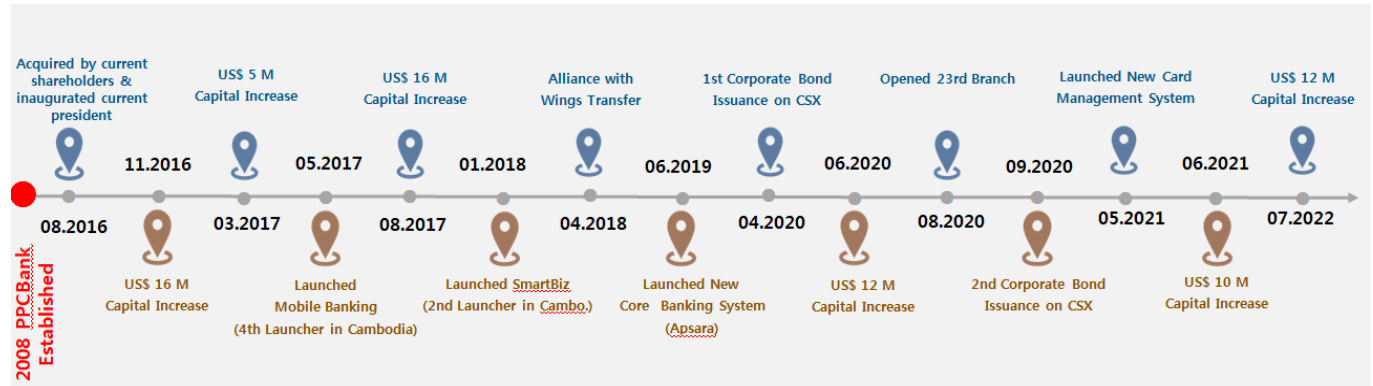 Acquired by current
shareholders &
inaugurated current
president
08.2016
11.2016
US$ 16 M
Capital Increase
US$ 5 M
Capital Increase
03.2017
05.2017
Launched
Mobile Banking
(4th Launcher in Cambodia)
US$ 16 M
Capital Increase
08.2017
01.2018
Launched SmartBiz
(2nd Launcher in Cambo.)
Alliance with
Wings Transfer
04.2018
06.2019
Launched New
Core Banking System
(Apsara)
1st Corporate Bond
Issuance on CSX
04.2020
06.2020
US$ 12 M
Capital Increase
Opened 23rd Branch
08.2020
09.2020
2nd Corporate Bond
Issuance on CSX
Launched New Card
Management System
05.2021
06.2021
US$ 10 M
Capital Increase
US$ 12 M
Capital Increase
07.2022
2008 PPCBank
Established